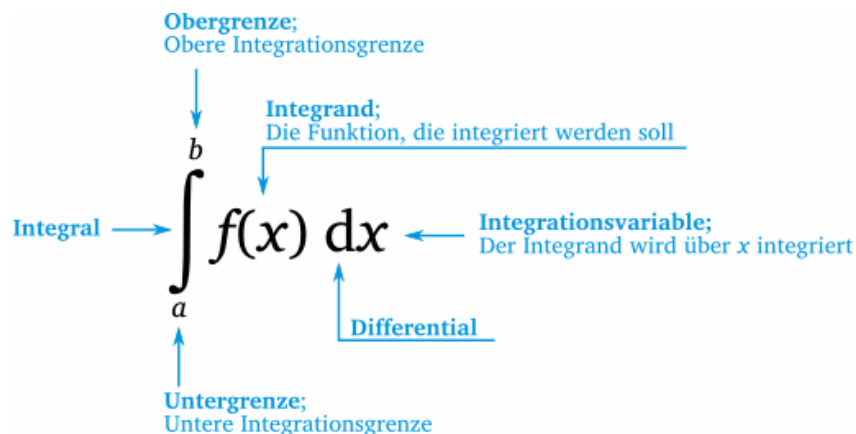 Obergrenze;
Obere Integrationsgrenze
Integrand;
Die Funktion, die integriert werden soll
b
Integral
∫ f(x) dx
Integrationsvariable;
Der Integrand wird über x integriert
a
Differential
Untergrenze;
Untere Integrationsgrenze